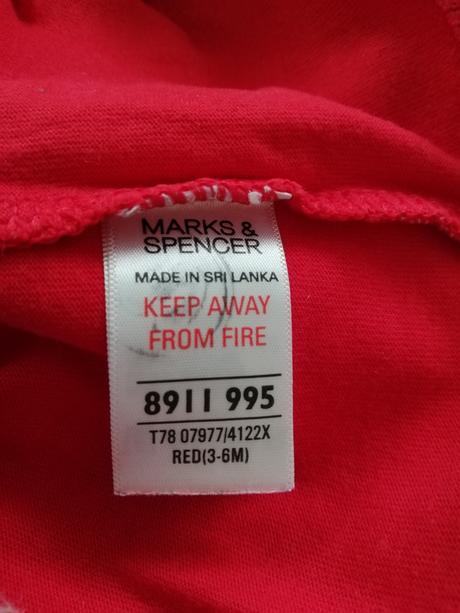 MARKS &
SPENCER
MADE IN SRI LANKA
KEEP AWAY
FROM FIRE
8911 995
T78 07977/4122X
RED(3-6M)